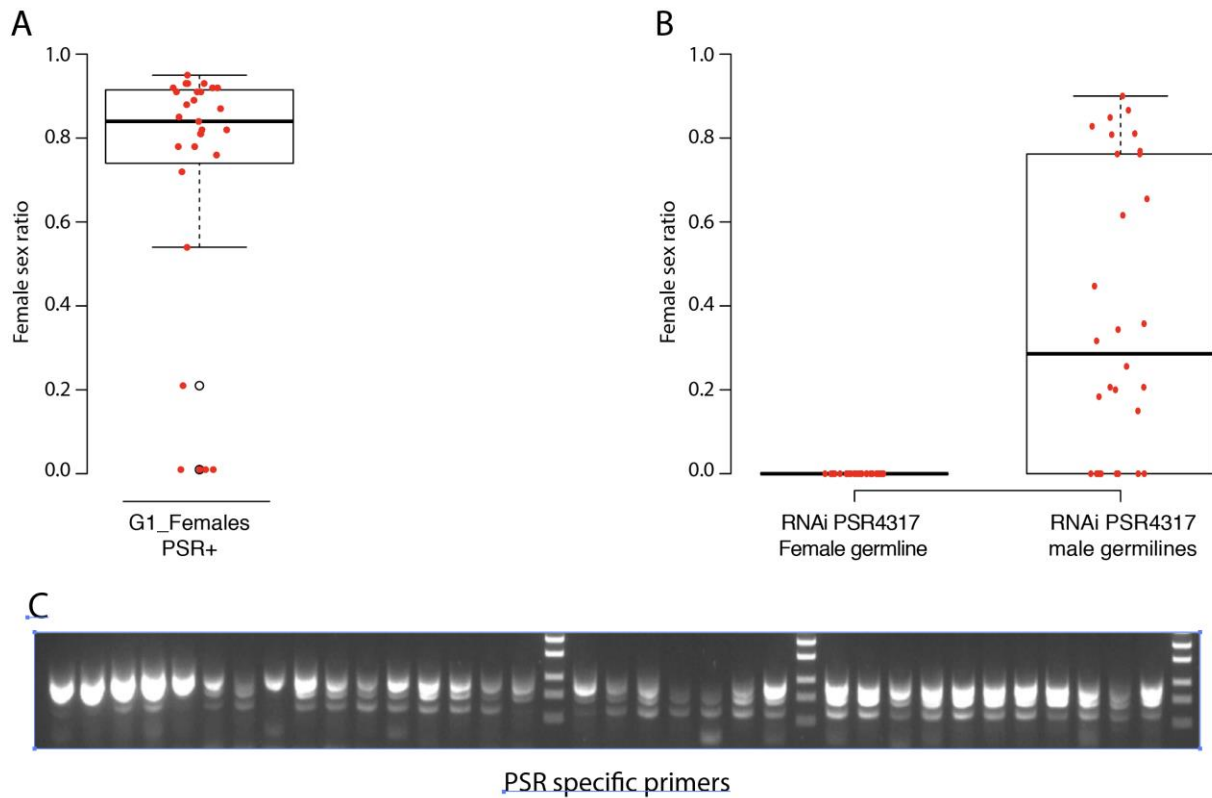 A
B
1.0
0.8
0.6
0.4
0.2
0.0
Female sex ratio
G1_Females
PSR+
1.0
0.8
0.6
0.4
0.2
0.0
Female sex ratio
RNAi PSR4317
Female germline
RNAi PSR4317
male germilines
C
PSR specific primers